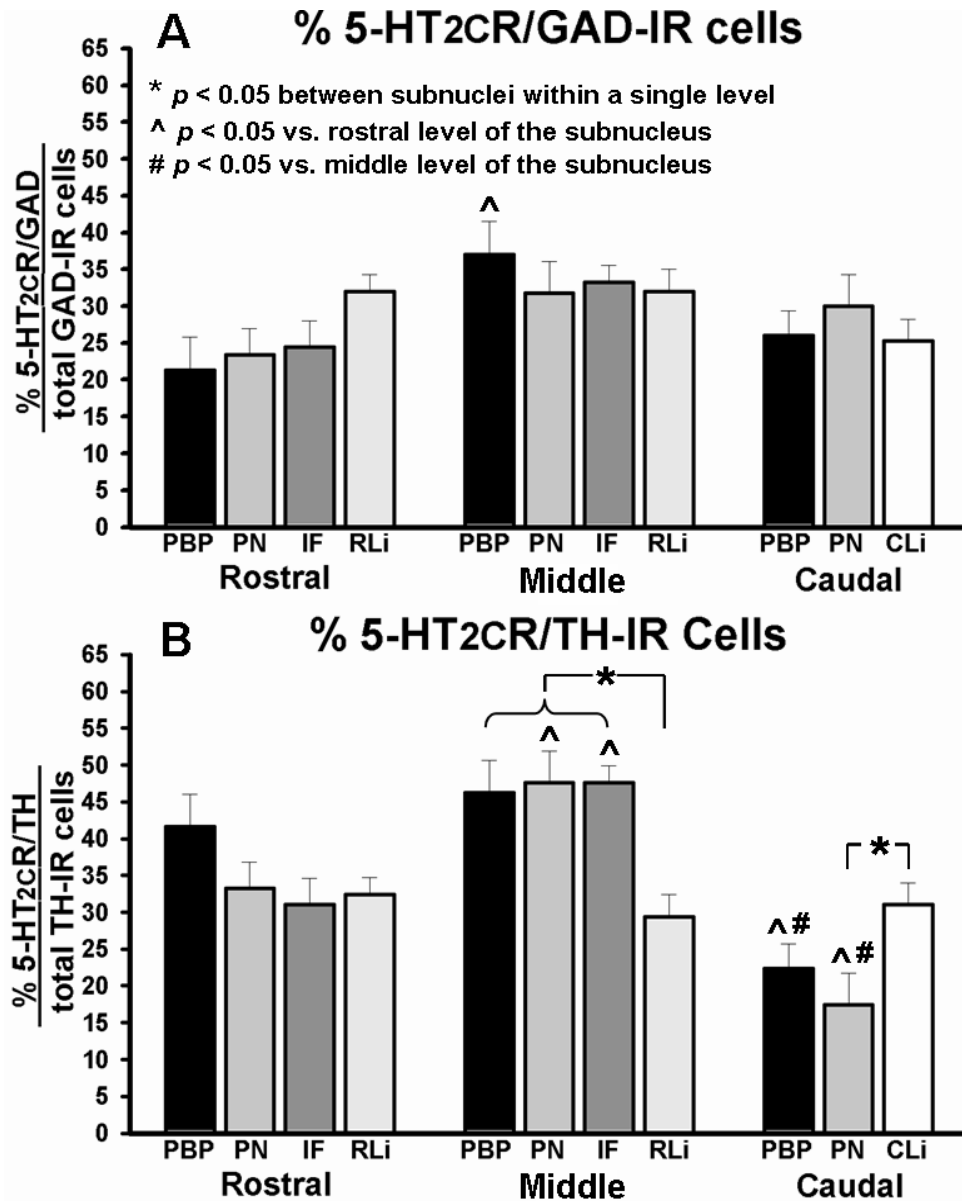 A % 5-HT2CR/GAD-IR cells
* p < 0.05 between subnuclei within a single level
^ p < 0.05 vs. rostral level of the subnucleus
# p < 0.05 vs. middle level of the subnucleus
% 5-HT2CR/GAD
total GAD-IR cells
65
60
55
50
45
40
35
30
25
20
15
10
5
0
^
PBP PN IF RLi PBP PN IF RLi PBP PN CLi
Rostral Middle Caudal
B % 5-HT2CR/TH-IR Cells
% 5-HT2CR/TH
total TH-IR cells
65
60
55
50
45
40
35
30
25
20
15
10
5
0
*
^ ^
*
^# ^#
PBP PN IF RLi PBP PN IF RLi PBP PN CLi
Rostral Middle Caudal